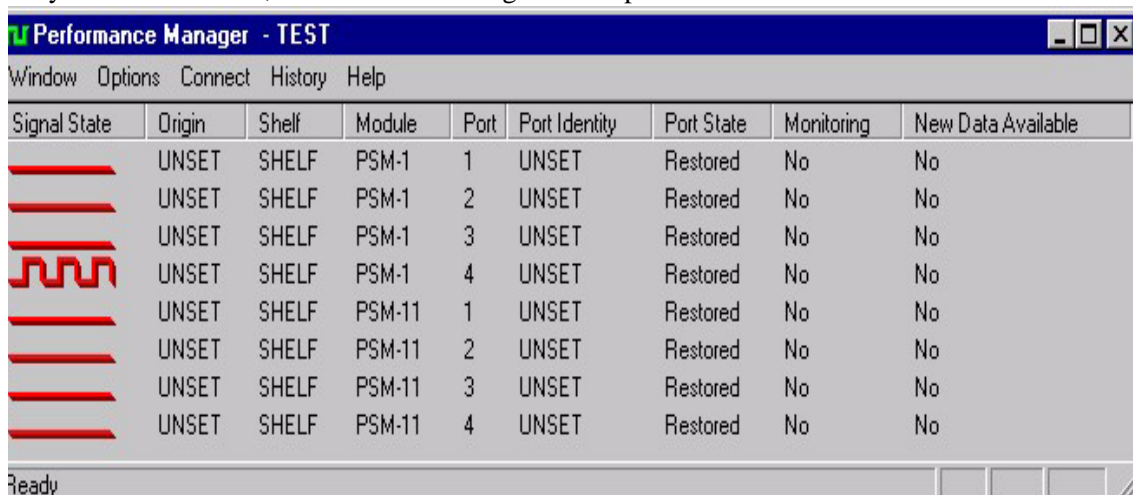 Performance Manager - TEST
Window Options Connect History Help
Signal State Origin Shelf Module Port Port Identity Port State Monitoring New Data Available
UNSET SHELF PSM-1 1 UNSET Restored No No
UNSET SHELF PSM-1 2 UNSET Restored No No
UNSET SHELF PSM-1 3 UNSET Restored No No
UNSET SHELF PSM-1 4 UNSET Restored No No
UNSET SHELF PSM-11 1 UNSET Restored No No
UNSET SHELF PSM-11 2 UNSET Restored No No
UNSET SHELF PSM-11 3 UNSET Restored No No
UNSET SHELF PSM-11 4 UNSET Restored No No
Ready